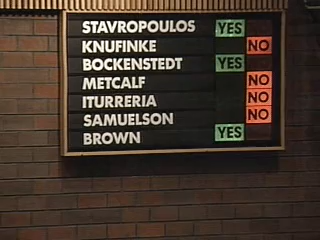 STAVROPOULOS YES
KNUFINKE NO
BOCKENSTEDT YES
METCALF NO
ITURRERIA NO
SAMUELSON NO
BROWN YES